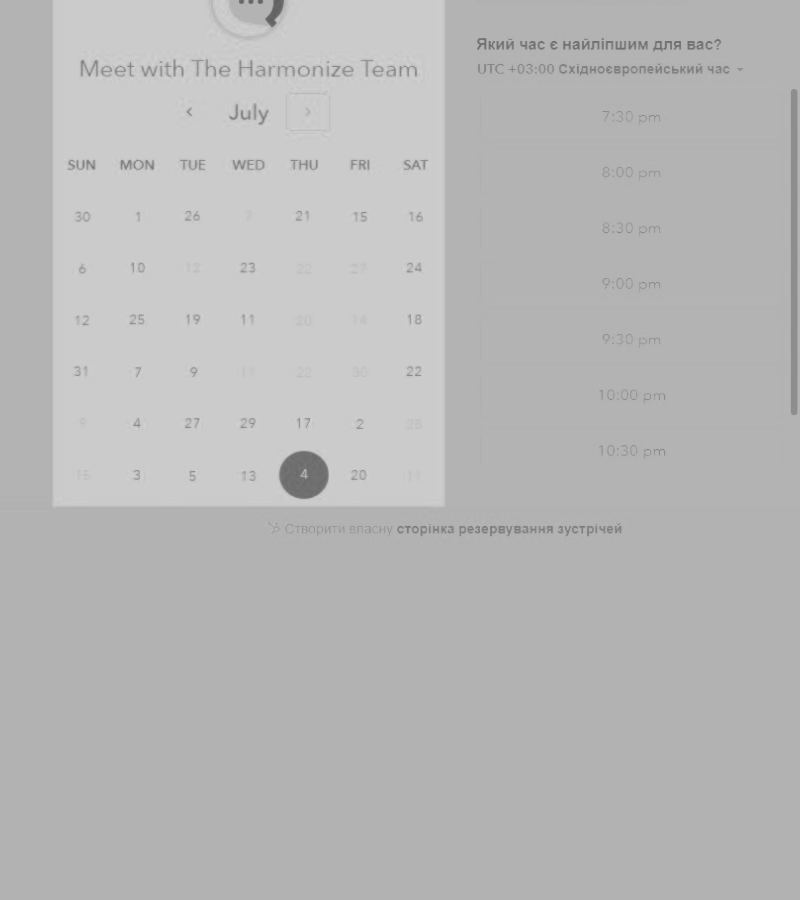 Meet with The Harmonize Team
July
SUN MON TUE WED THU FRI SAT
30 1 26 21 15 16
6 10 12 23 22 27 24
12 25 19 11 20 14 18
31 7 9 11 22 30 22
9 4 27 29 17 2 28
15 3 5 13 4 20
Який час є найліпшим для вас?
UTC +03:00 Східноєвропейський час
7:30 pm
8:00 pm
8:30 pm
9:00 pm
9:30 pm
10:00 pm
10:30 pm
Створити власну сторінка резервування зустрічей